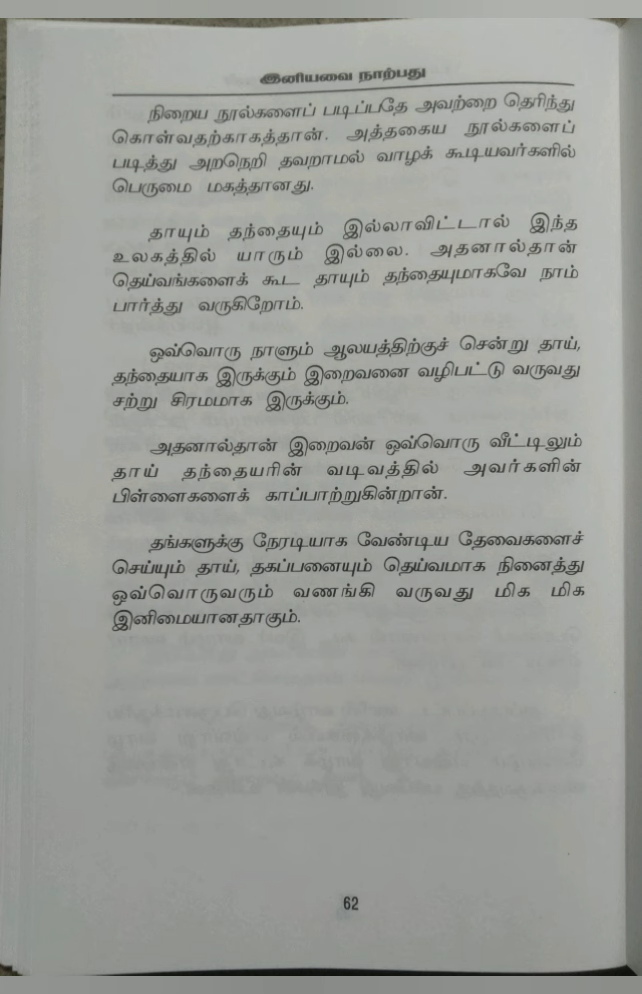 இனியவை நாற்பது
நிறைய நூல்களைப் படிப்பதே அவற்றை தெரிந்து
கொள்வதற்காகத்தான். அத்தகைய நூல்களைப்
படித்து அறநெறி தவறாமல் வாழக் கூடியவர்களில்
பெருமை மகத்தானது.
தாயும் தந்தையும் இல்லாவிட்டால் இந்த
உலகத்தில் யாரும் இல்லை. அதனால்தான்
தெய்வங்களைக் கூட தாயும் தந்தையுமாகவே நாம்
பார்த்து வருகிறோம்.
ஒவ்வொரு நாளும் ஆலயத்திற்குச் சென்று தாய்,
தந்தையாக இருக்கும் இறைவனை வழிபட்டு வருவது
சற்று சிரமமாக இருக்கும்.
அதனால்தான் இறைவன் ஒவ்வொரு வீட்டிலும்
தாய் தந்தையரின் வடிவத்தில் அவர்களின்
பிள்ளைகளைக் காப்பாற்றுகின்றான்.
தங்களுக்கு நேரடியாக வேண்டிய தேவைகளைச்
செய்யும் தாய், தகப்பனையும் தெய்வமாக நினைத்து
ஒவ்வொருவரும் வணங்கி வருவது மிக மிக
இனிமையானதாகும்.
62